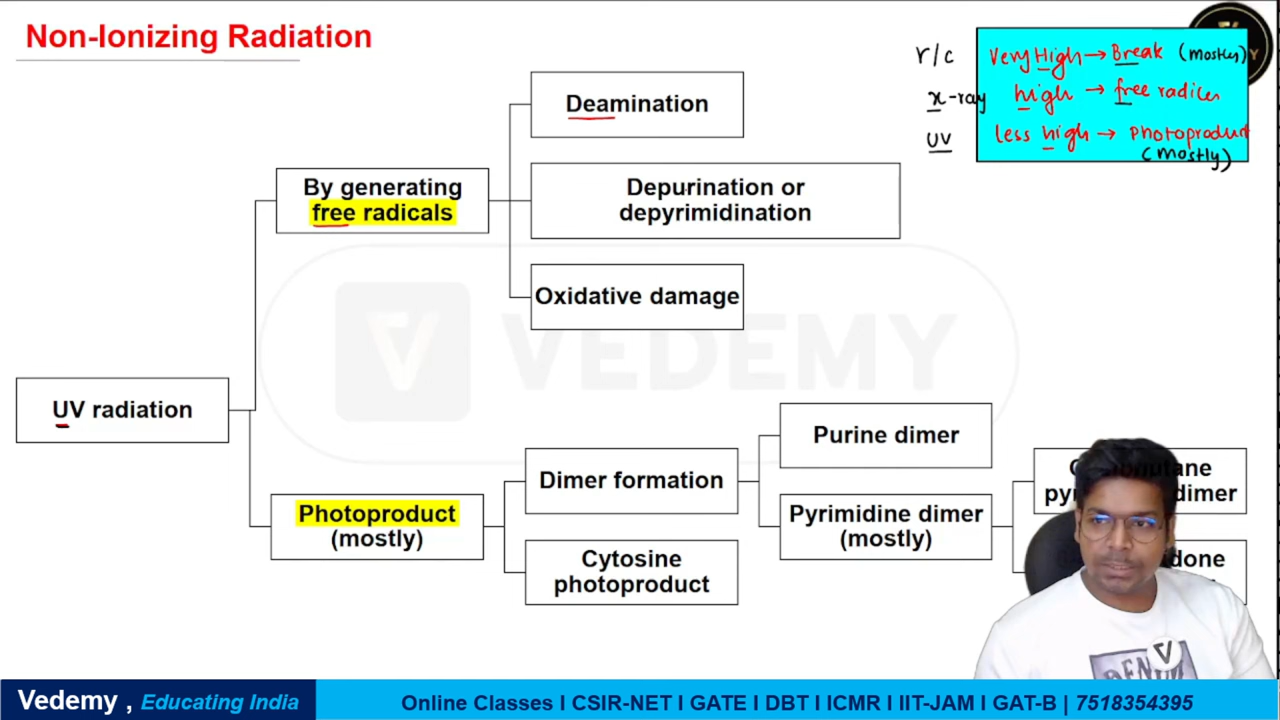 Non-Ionizing Radiation
r/c Very High → Break (mostly)
x-ray high → free radicles
UV less high → Photoproduct
(mostly)
Deamination
By generating
free radicals
Depurination or
depyrimidination
Oxidative damage
VEDEMY
UV radiation
Photoproduct
(mostly)
Dimer formation
Cytosine
photoproduct
Purine dimer
Pyrimidine dimer
(mostly)
dimer
Vedemy , Educating India
Online Classes I CSIR-NET I GATE I DBT I ICMR I IIT-JAM I GAT-B | 7518354395